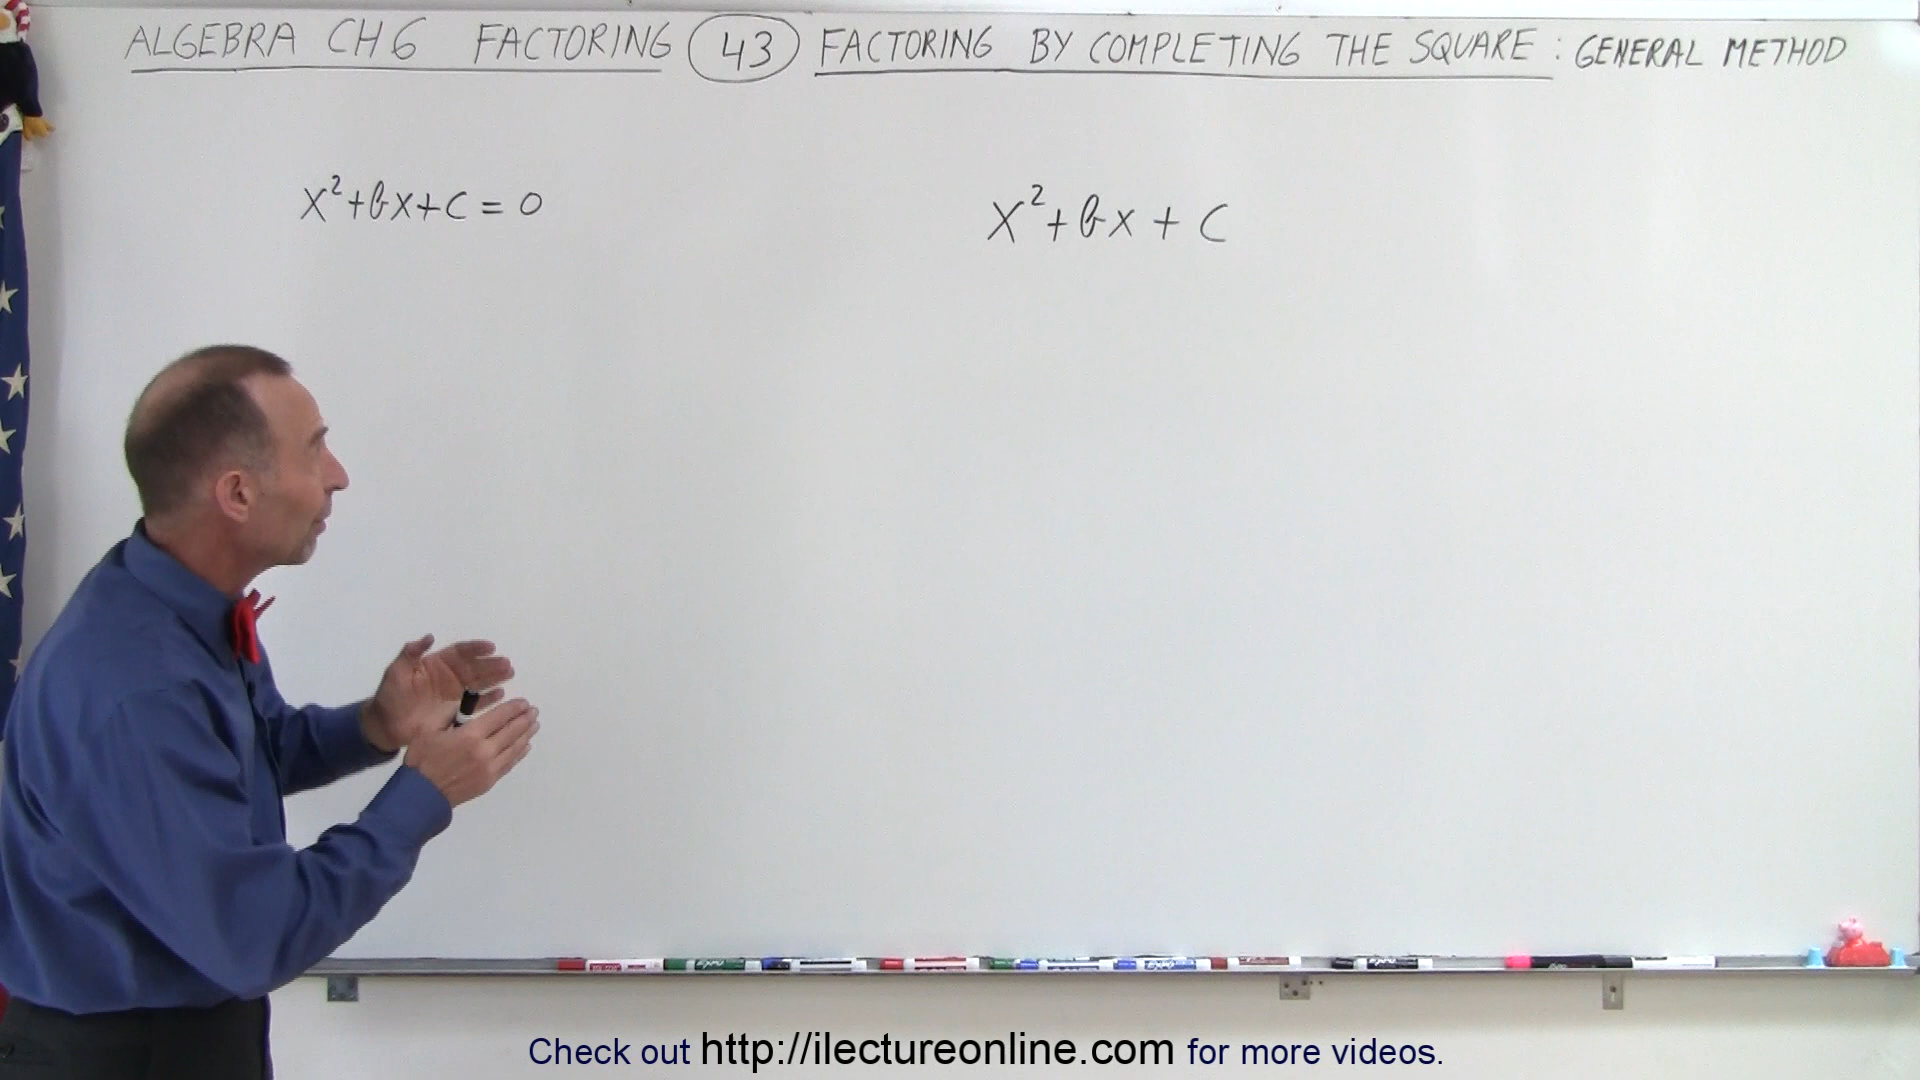 ALGEBRA CH 6 FACTORING 43 FACTORING BY COMPLETING THE SQUARE : GENERAL METHOD
x²+bx+c = 0
x²+bx + c
Check out http://ilectureonline.com for more videos.